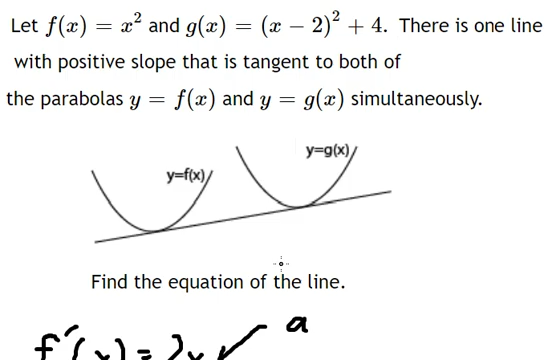 Let f(x) = x² and g(x) = (x − 2)² + 4. There is one line
with positive slope that is tangent to both of
the parabolas y = f(x) and y = g(x) simultaneously.
y=g(x)
y=f(x)
Find the equation of the line.
f'(x) = 2x a